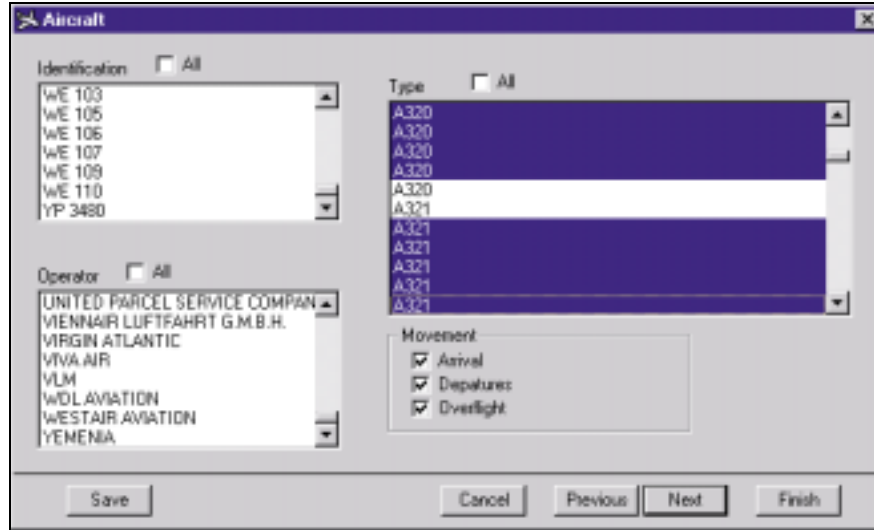 Aircraft
Identification All
WE 103
WE 105
WE 106
WE 107
WE 109
WE 110
YP 3480
Operator All
UNITED PARCEL SERVICE COMPAN
VIENNAIR LUFTFAHRT G.M.B.H.
VIRGIN ATLANTIC
VIVA AIR
VLM
WDL AVIATION
WESTAIR AVIATION
YEMENIA
Type All
A320
A320
A320
A320
A320
A321
A321
A321
A321
A321
A321
Movement
Arrival
Depatures
Overflight
Save Cancel Previous Next Finish